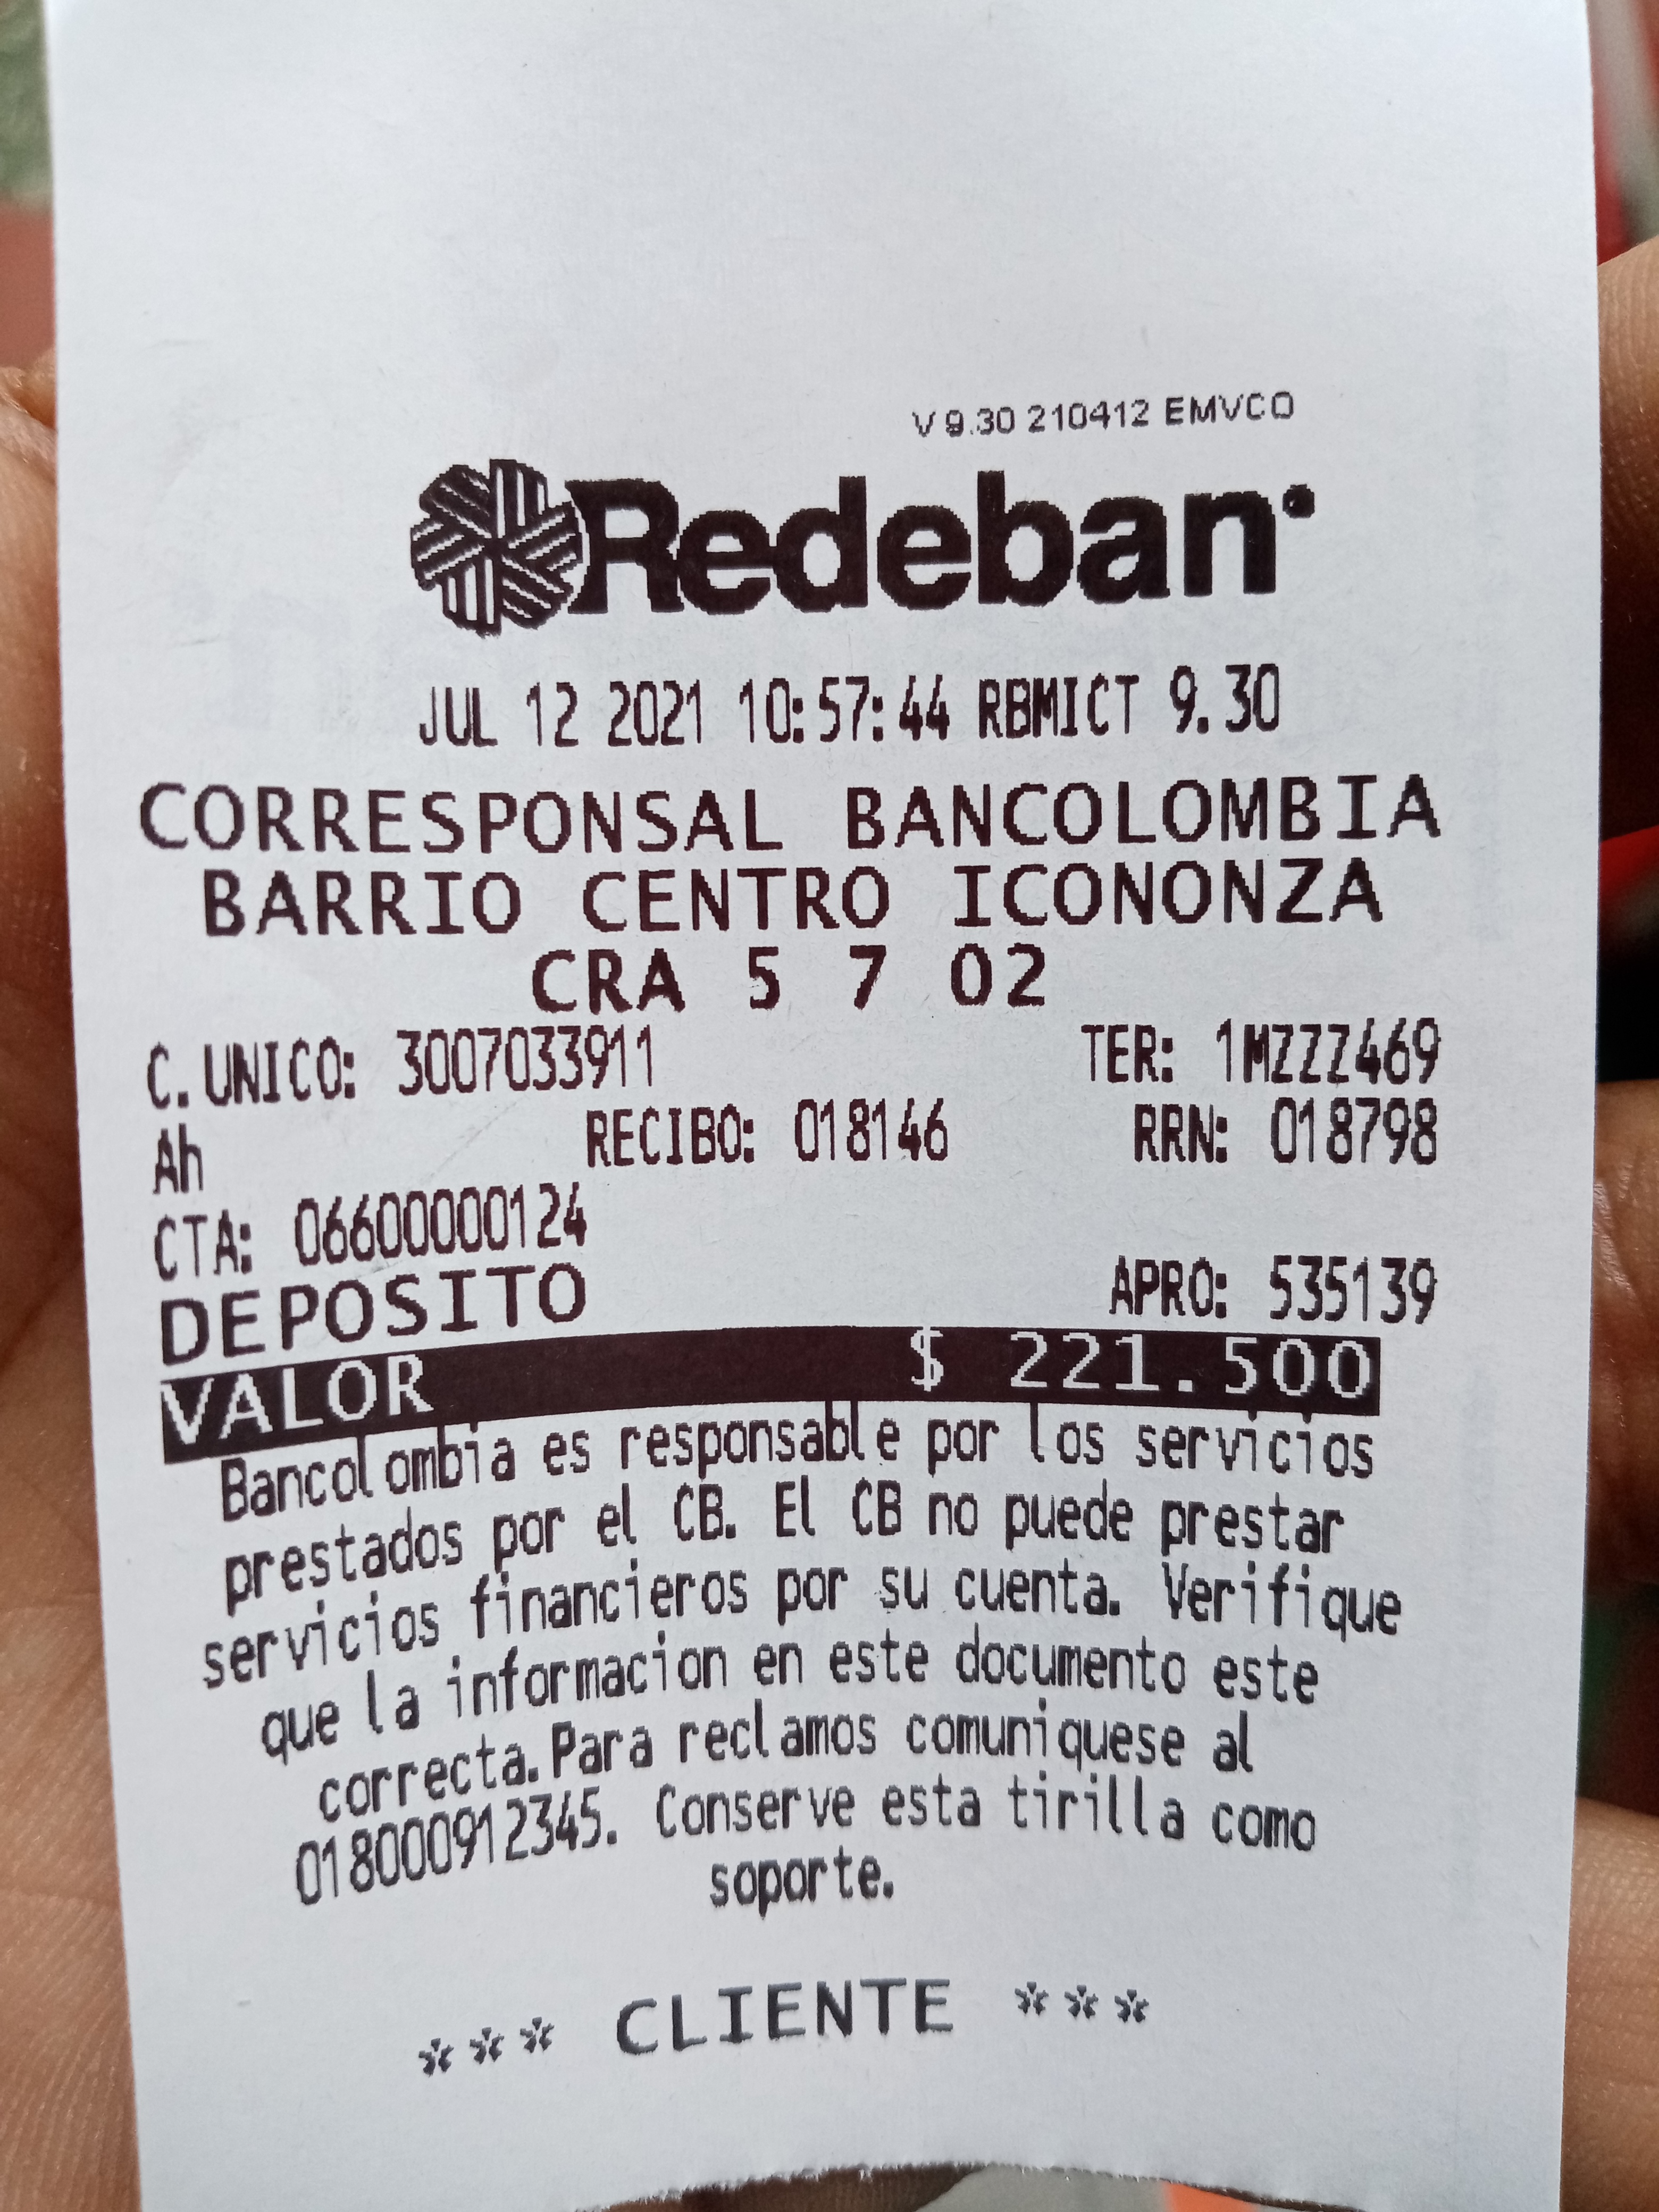 V 9.30 210412 EMVCO
Redeban
JUL 12 2021 10:57:44 RBMICT 9.30
CORRESPONSAL BANCOLOMBIA
BARRIO CENTRO ICONONZA
CRA 5 7 02
C. UNICO: 3007033911 TER: 1MZZZ469
Ah RECIBO: 018146 RRN: 018798
CTA: 06600000124
DEPOSITO APRO: 535139
VALOR $ 221.500
Bancolombia es responsable por los servicios
prestados por el CB. El CB no puede prestar
servicios financieros por su cuenta. Verifique
que la informacion en este documento este
correcta. Para reclamos comuniquese al
018000912345. Conserve esta tirilla como
soporte.
*** CLIENTE ***